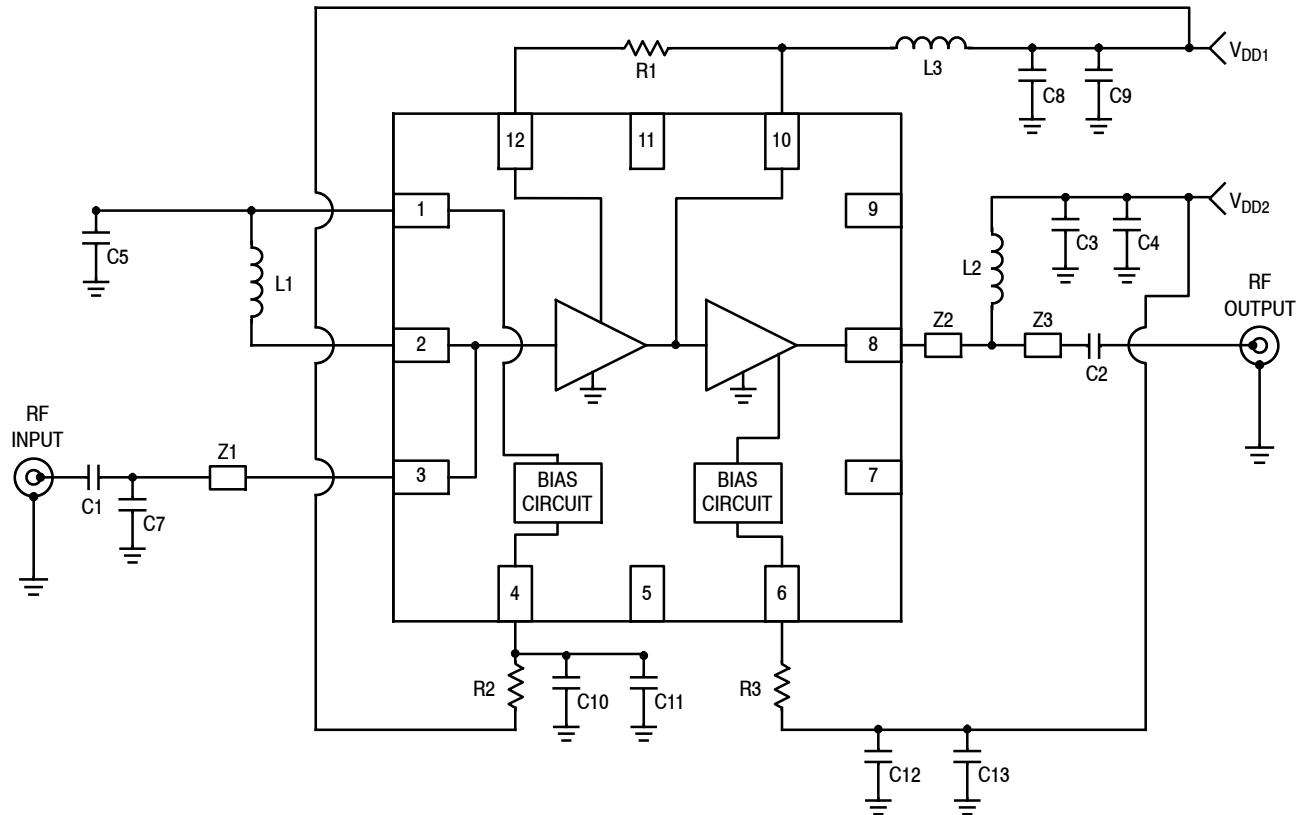 R1
L3
C8
C9
VDD1
12
11
10
1
9
C5
L1
VDD2
C3
C4
L2
RF
OUTPUT
2
8
Z2
Z3
C2
RF
INPUT
Z1
C1
C7
3
BIAS
CIRCUIT
BIAS
CIRCUIT
7
4
5
6
R2
C10
C11
R3
C12
C13